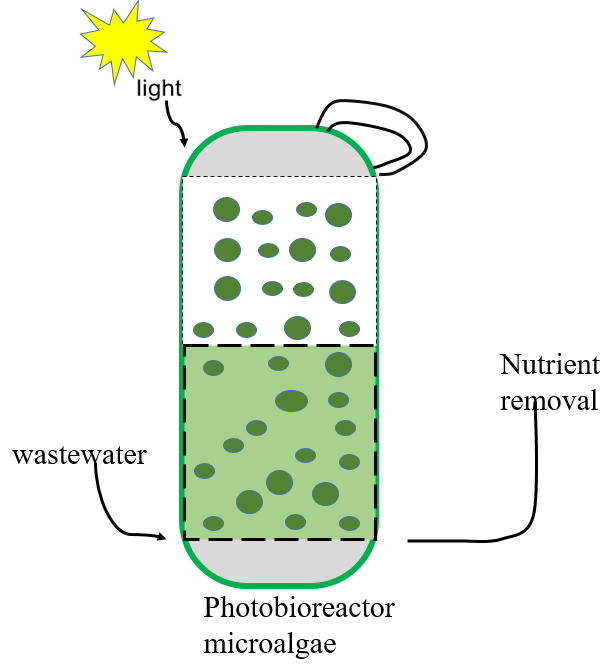 light
Nutrient
removal
wastewater
Photobioreactor
microalgae